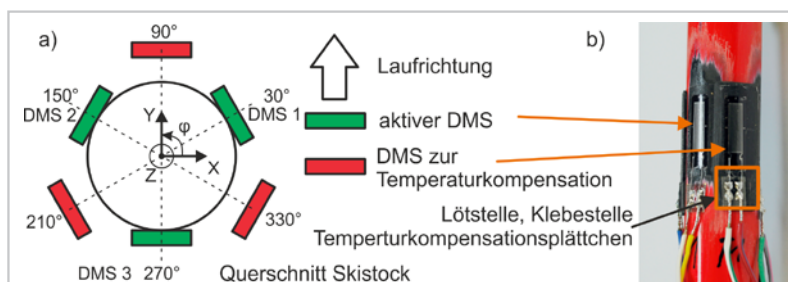 a)
90°
150°
DMS 2
30°
DMS 1
Y
φ
Z
X
210°
330°
DMS 3
270°
Querschnitt Skistock
Laufrichtung
aktiver DMS
DMS zur
Temperaturkompensation
Lötstelle, Klebestelle
Temperturkompensationsplättchen
b)